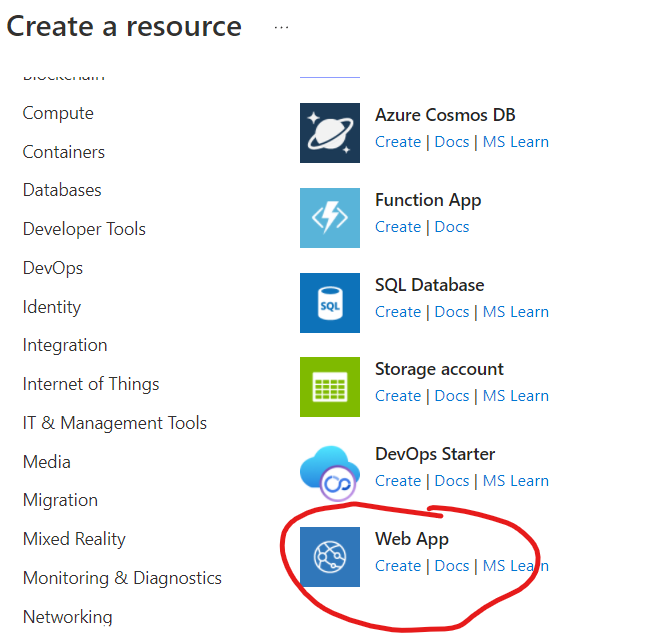 Create a resource ...
Blockchain
Compute
Containers
Databases
Developer Tools
DevOps
Identity
Integration
Internet of Things
IT & Management Tools
Media
Migration
Mixed Reality
Monitoring & Diagnostics
Networking
Azure Cosmos DB
Create | Docs | MS Learn
Function App
Create | Docs
SQL
SQL Database
Create | Docs | MS Learn
Storage account
Create | Docs | MS Learn
DevOps Starter
Create | Docs | MS Learn
Web App
Create | Docs | MS Learn